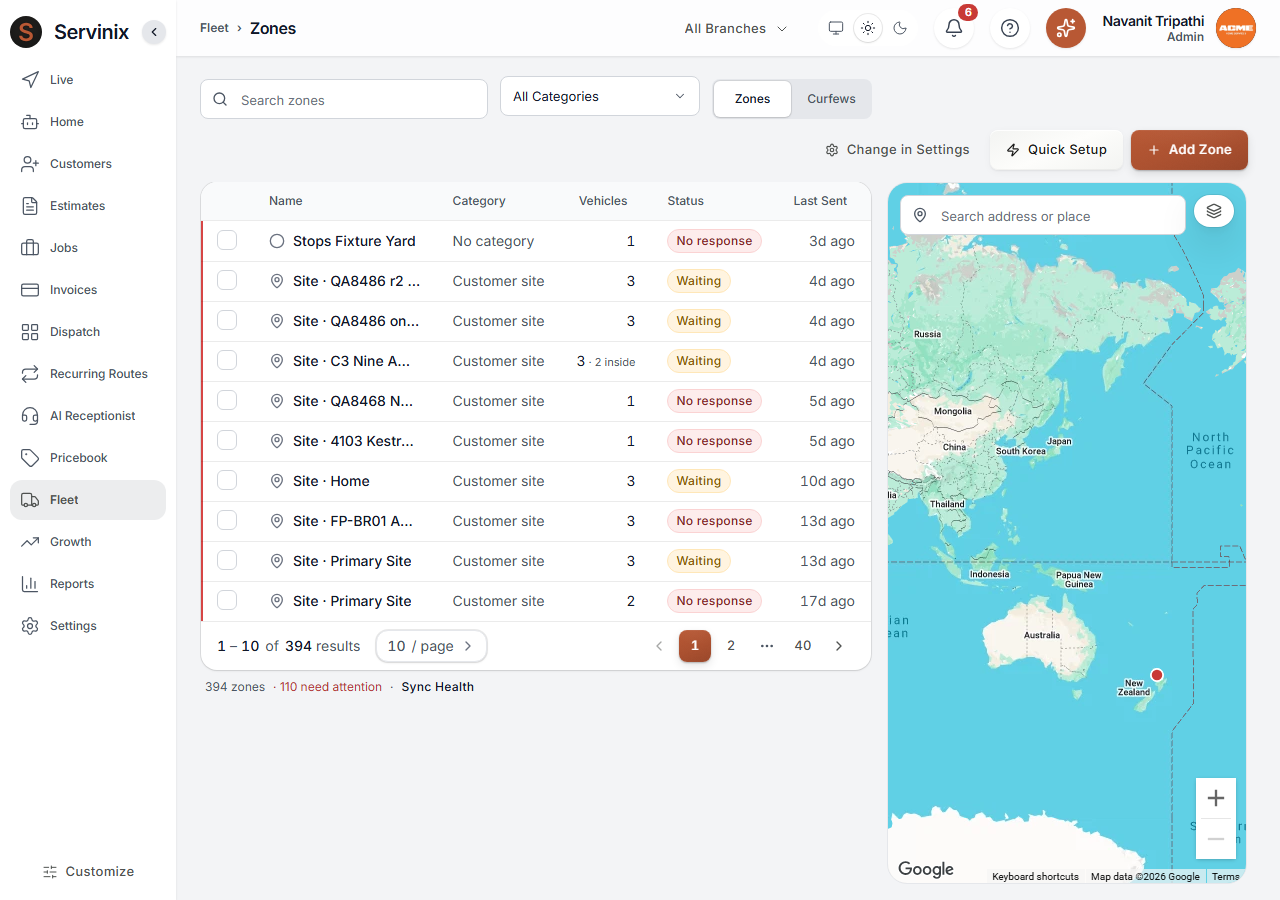 S Servinix
Fleet › Zones
All Branches
6
Navanit Tripathi
Admin
ACME
Live
Home
Customers
Estimates
Jobs
Invoices
Dispatch
Recurring Routes
AI Receptionist
Pricebook
Fleet
Growth
Reports
Settings
Customize
Search zones
All Categories
Zones
Curfews
Change in Settings
Quick Setup
+ Add Zone
Name Category Vehicles Status Last Sent
Stops Fixture Yard No category 1 No response 3d ago
Site · QA8486 r2 ... Customer site 3 Waiting 4d ago
Site · QA8486 on... Customer site 3 Waiting 4d ago
Site · C3 Nine A... Customer site 3 · 2 inside Waiting 4d ago
Site · QA8468 N... Customer site 1 No response 5d ago
Site · 4103 Kestr... Customer site 1 No response 5d ago
Site · Home Customer site 3 Waiting 10d ago
Site · FP-BR01 A... Customer site 3 No response 13d ago
Site · Primary Site Customer site 3 Waiting 13d ago
Site · Primary Site Customer site 2 No response 17d ago
1 – 10 of 394 results
10 / page
1 2 ··· 40
394 zones · 110 need attention · Sync Health
Search address or place
Russia
Mongolia
China
South Korea
Japan
Thailand
Indonesia
Papua New
Guinea
Australia
New
Zealand
North
Pacific
Ocean
Google
Keyboard shortcuts
Map data ©2026 Google
Terms